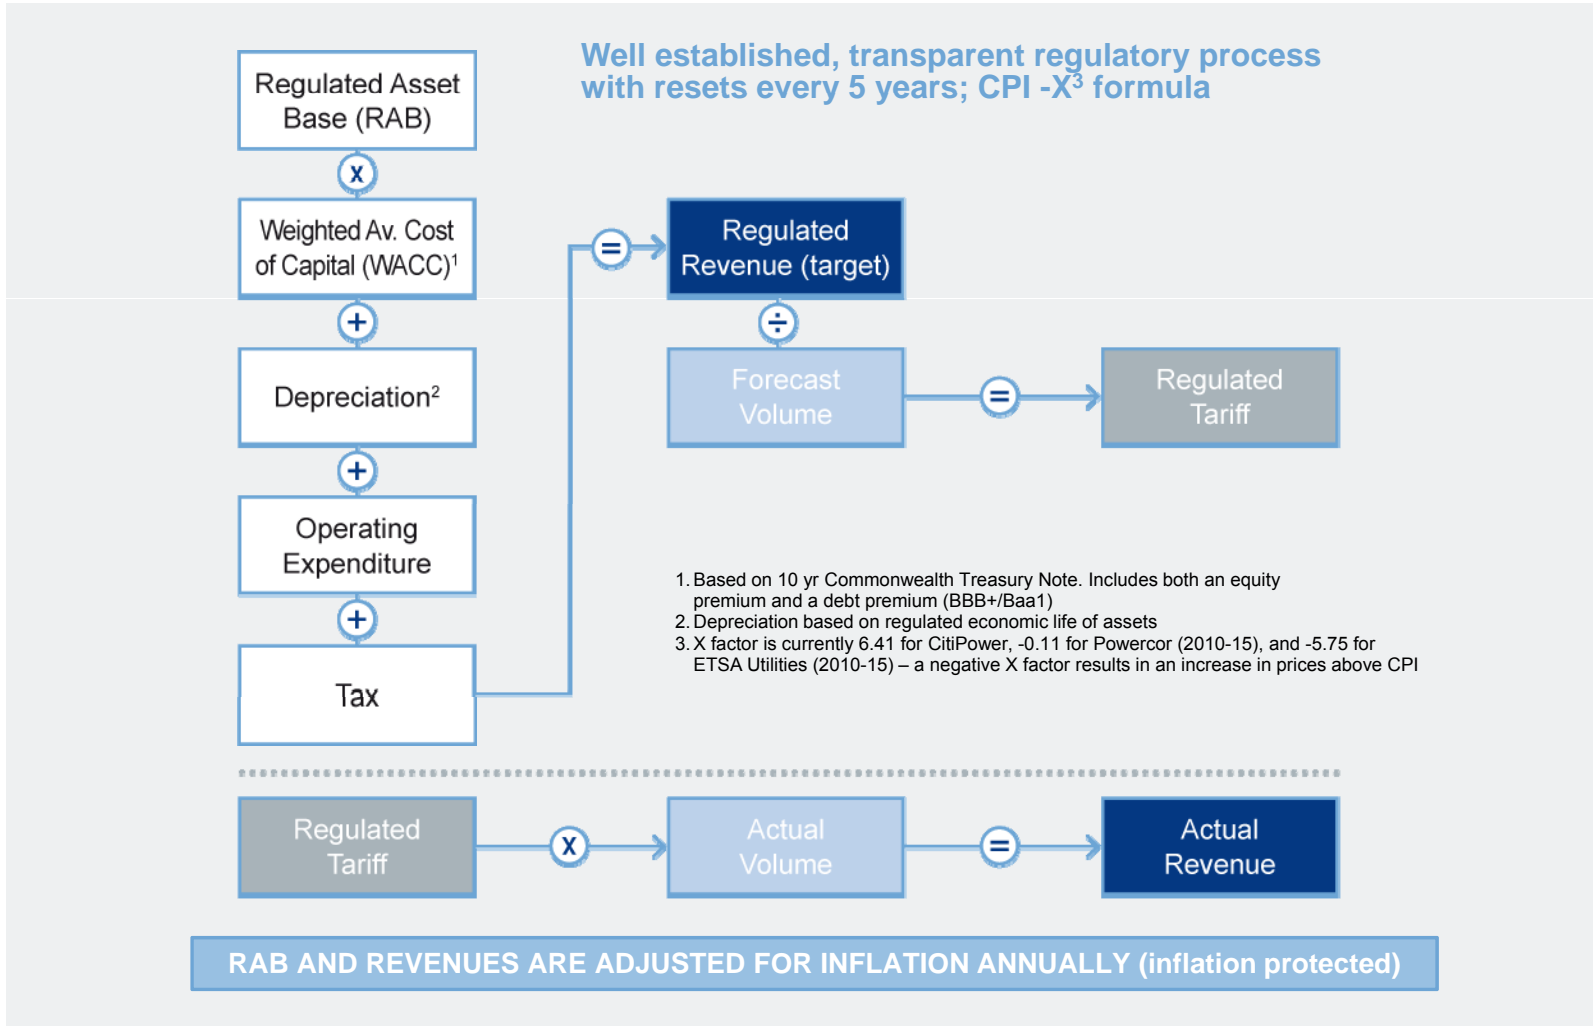 Well established, transparent regulatory process
with resets every 5 years; CPI -X³ formula
Regulated Asset
Base (RAB)
x
Weighted Av. Cost
of Capital (WACC)¹
+
Depreciation²
+
Operating
Expenditure
+
Tax
=
Regulated
Revenue (target)
÷
Forecast
Volume
=
Regulated
Tariff
1. Based on 10 yr Commonwealth Treasury Note. Includes both an equity
premium and a debt premium (BBB+/Baa1)
2. Depreciation based on regulated economic life of assets
3. X factor is currently 6.41 for CitiPower, -0.11 for Powercor (2010-15), and -5.75 for
ETSA Utilities (2010-15) – a negative X factor results in an increase in prices above CPI
Regulated
Tariff
x
Actual
Volume
=
Actual
Revenue
RAB AND REVENUES ARE ADJUSTED FOR INFLATION ANNUALLY (inflation protected)